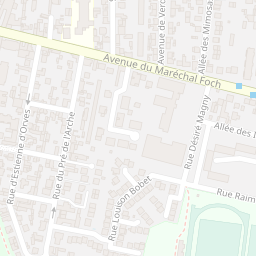 Avenue de Verd
Allée des Mimosa
Avenue du Maréchal Foch
Rue Désiré Magny
Allée des
Rue d'Estienne d'Orves
Rue du Pré de l'Arche
Rue Louison Bobet
Rue Raim